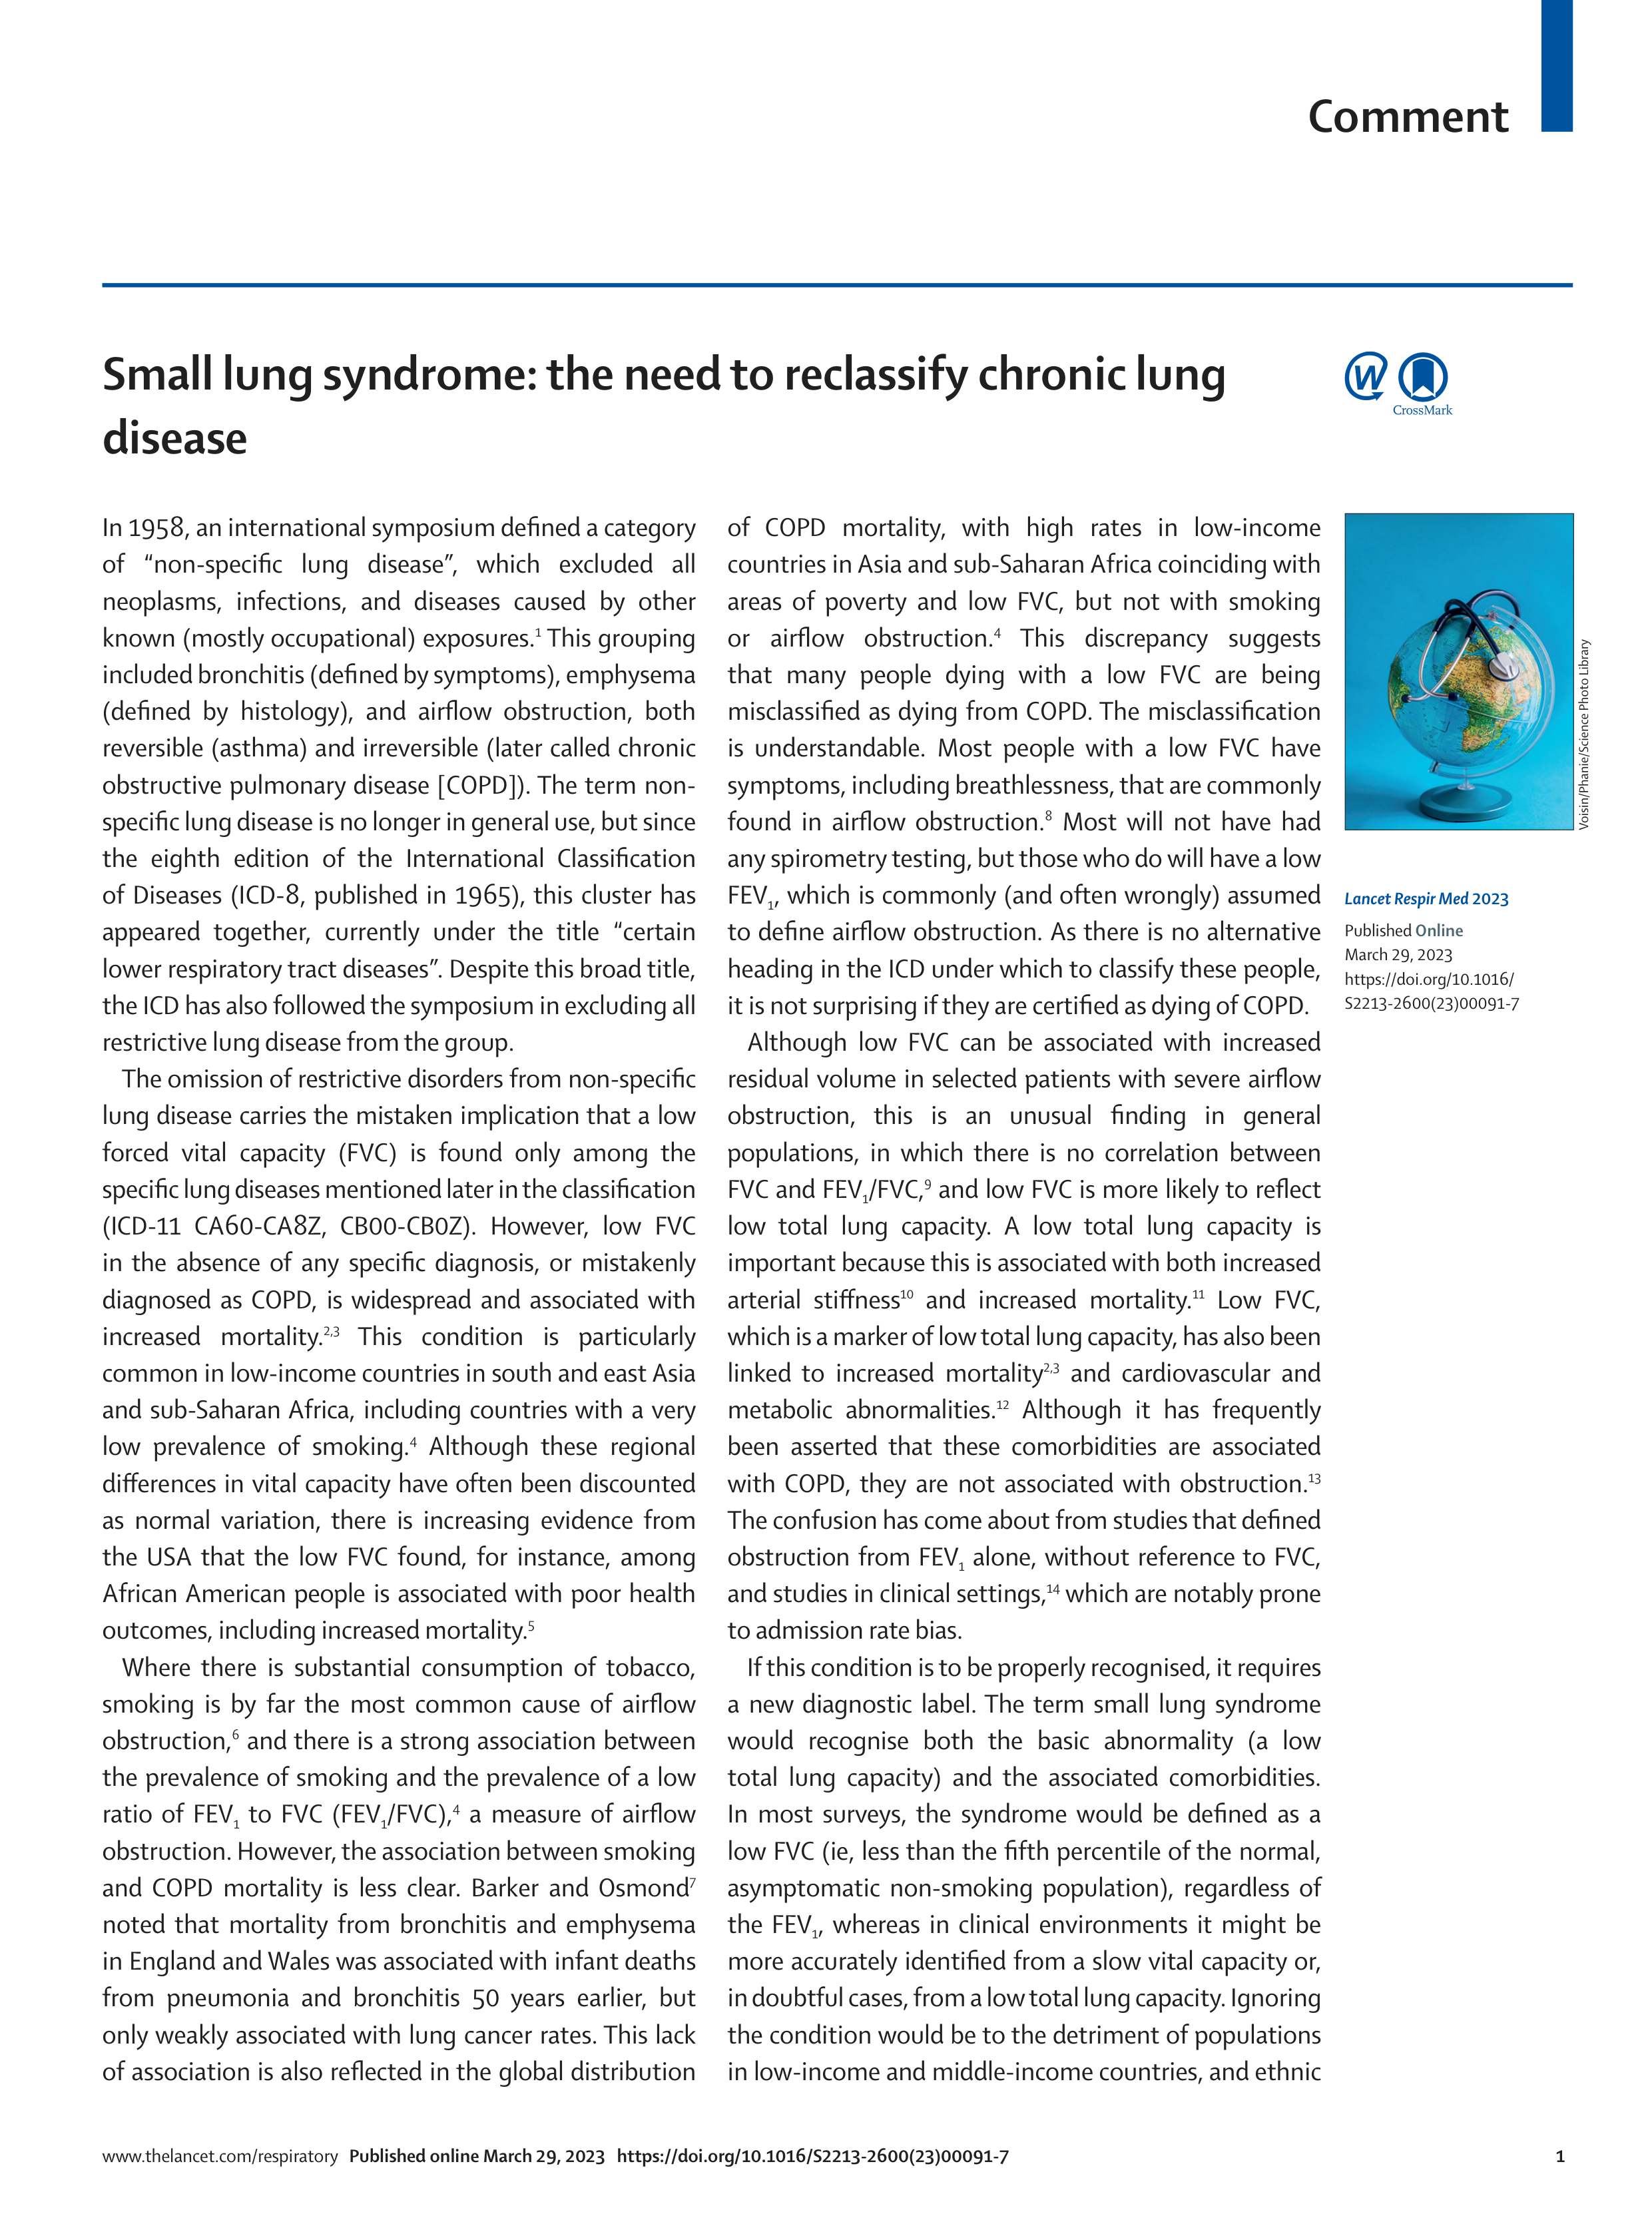 Comment
Small lung syndrome: the need to reclassify chronic lung
disease
W
CrossMark
In 1958, an international symposium defined a category
of “non-specific lung disease”, which excluded all
neoplasms, infections, and diseases caused by other
known (mostly occupational) exposures.1 This grouping
included bronchitis (defined by symptoms), emphysema
(defined by histology), and airflow obstruction, both
reversible (asthma) and irreversible (later called chronic
obstructive pulmonary disease [COPD]). The term non-
specific lung disease is no longer in general use, but since
the eighth edition of the International Classification
of Diseases (ICD-8, published in 1965), this cluster has
appeared together, currently under the title “certain
lower respiratory tract diseases”. Despite this broad title,
the ICD has also followed the symposium in excluding all
restrictive lung disease from the group.
The omission of restrictive disorders from non-specific
lung disease carries the mistaken implication that a low
forced vital capacity (FVC) is found only among the
specific lung diseases mentioned later in the classification
(ICD-11 CA60-CA8Z, CB00-CB0Z). However, low FVC
in the absence of any specific diagnosis, or mistakenly
diagnosed as COPD, is widespread and associated with
increased mortality.2,3 This condition is particularly
common in low-income countries in south and east Asia
and sub-Saharan Africa, including countries with a very
low prevalence of smoking.4 Although these regional
differences in vital capacity have often been discounted
as normal variation, there is increasing evidence from
the USA that the low FVC found, for instance, among
African American people is associated with poor health
outcomes, including increased mortality.5
Where there is substantial consumption of tobacco,
smoking is by far the most common cause of airflow
obstruction,6 and there is a strong association between
the prevalence of smoking and the prevalence of a low
ratio of FEV1 to FVC (FEV1/FVC),4 a measure of airflow
obstruction. However, the association between smoking
and COPD mortality is less clear. Barker and Osmond7
noted that mortality from bronchitis and emphysema
in England and Wales was associated with infant deaths
from pneumonia and bronchitis 50 years earlier, but
only weakly associated with lung cancer rates. This lack
of association is also reflected in the global distribution
of COPD mortality, with high rates in low-income
countries in Asia and sub-Saharan Africa coinciding with
areas of poverty and low FVC, but not with smoking
or airflow obstruction.4 This discrepancy suggests
that many people dying with a low FVC are being
misclassified as dying from COPD. The misclassification
is understandable. Most people with a low FVC have
symptoms, including breathlessness, that are commonly
found in airflow obstruction.8 Most will not have had
any spirometry testing, but those who do will have a low
FEV1, which is commonly (and often wrongly) assumed
to define airflow obstruction. As there is no alternative
heading in the ICD under which to classify these people,
it is not surprising if they are certified as dying of COPD.
Although low FVC can be associated with increased
residual volume in selected patients with severe airflow
obstruction, this is an unusual finding in general
populations, in which there is no correlation between
FVC and FEV1/FVC,9 and low FVC is more likely to reflect
low total lung capacity. A low total lung capacity is
important because this is associated with both increased
arterial stiffness10 and increased mortality.11 Low FVC,
which is a marker of low total lung capacity, has also been
linked to increased mortality2,3 and cardiovascular and
metabolic abnormalities.12 Although it has frequently
been asserted that these comorbidities are associated
with COPD, they are not associated with obstruction.13
The confusion has come about from studies that defined
obstruction from FEV1 alone, without reference to FVC,
and studies in clinical settings,14 which are notably prone
to admission rate bias.
If this condition is to be properly recognised, it requires
a new diagnostic label. The term small lung syndrome
would recognise both the basic abnormality (a low
total lung capacity) and the associated comorbidities.
In most surveys, the syndrome would be defined as a
low FVC (ie, less than the fifth percentile of the normal,
asymptomatic non-smoking population), regardless of
the FEV1, whereas in clinical environments it might be
more accurately identified from a slow vital capacity or,
in doubtful cases, from a low total lung capacity. Ignoring
the condition would be to the detriment of populations
in low-income and middle-income countries, and ethnic
Voisin/Phanie/Science Photo Library
Lancet Respir Med 2023
Published Online
March 29, 2023
https://doi.org/10.1016/
S2213-2600(23)00091-7
www.thelancet.com/respiratory Published online March 29, 2023 https://doi.org/10.1016/S2213-2600(23)00091-7
1